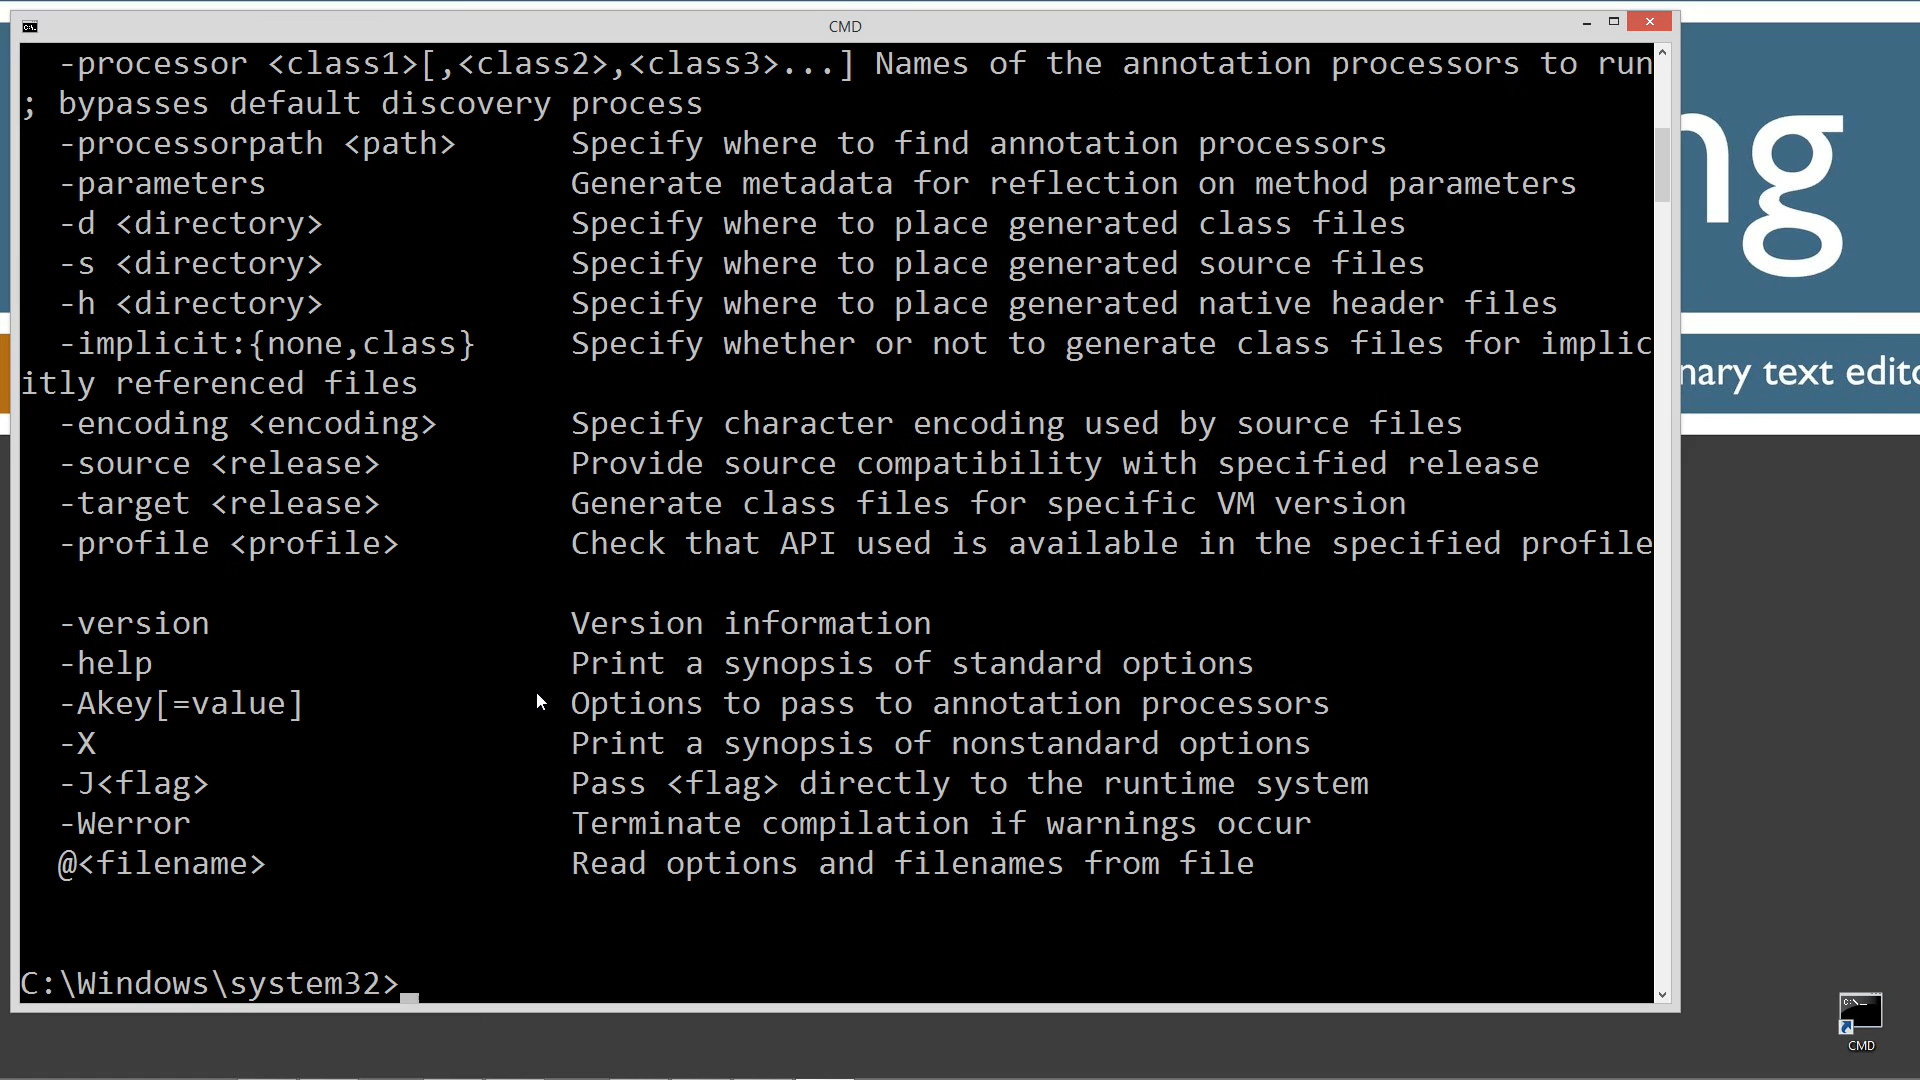 CMD
-processor <class1>[,<class2>,<class3>...] Names of the annotation processors to run
; bypasses default discovery process
-processorpath <path> Specify where to find annotation processors
-parameters Generate metadata for reflection on method parameters
-d <directory> Specify where to place generated class files
-s <directory> Specify where to place generated source files
-h <directory> Specify where to place generated native header files
-implicit:{none,class} Specify whether or not to generate class files for implic
itly referenced files
-encoding <encoding> Specify character encoding used by source files
-source <release> Provide source compatibility with specified release
-target <release> Generate class files for specific VM version
-profile <profile> Check that API used is available in the specified profile
-version Version information
-help Print a synopsis of standard options
-Akey[=value] Options to pass to annotation processors
-X Print a synopsis of nonstandard options
-J<flag> Pass <flag> directly to the runtime system
-Werror Terminate compilation if warnings occur
@<filename> Read options and filenames from file
C:\Windows\system32>
ng
nary text edito
CMD